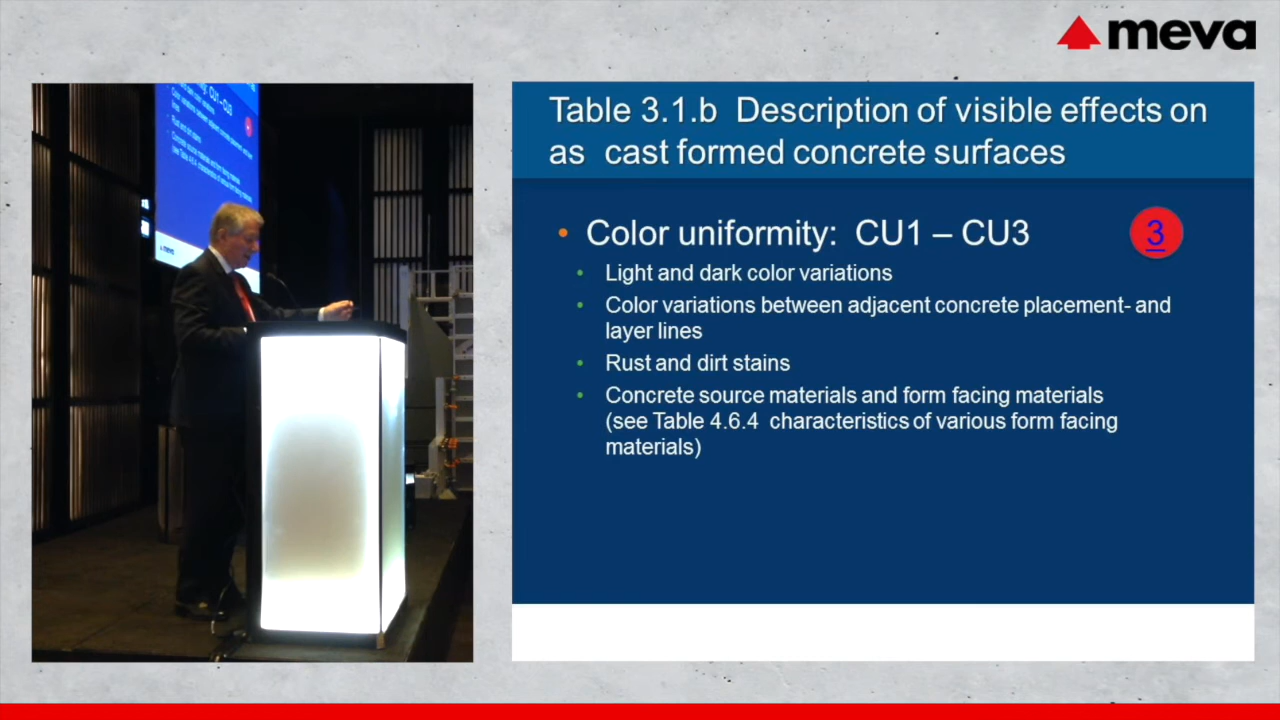 meva
Table 3.1.b Description of visible effects on
as cast formed concrete surfaces
• Color uniformity: CU1 – CU3
3
• Light and dark color variations
• Color variations between adjacent concrete placement- and
layer lines
• Rust and dirt stains
• Concrete source materials and form facing materials
(see Table 4.6.4 characteristics of various form facing
materials)